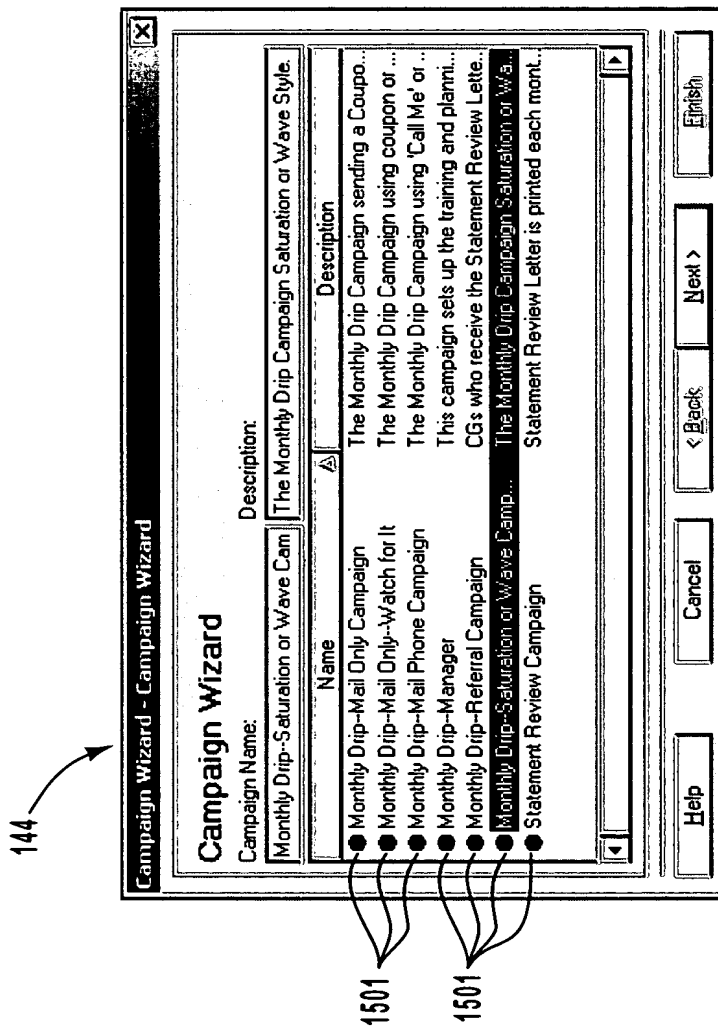 144
Campaign Wizard - Campaign Wizard
Campaign Wizard
Campaign Name: Description:
Monthly Drip--Saturation or Wave Cam The Monthly Drip Campaign Saturation or Wave Style.
Name Description
Monthly Drip--Mail Only Campaign The Monthly Drip Campaign sending a Coupo...
Monthly Drip--Mail Only--Watch for It The Monthly Drip Campaign using coupon or ...
Monthly Drip--Mail Phone Campaign The Monthly Drip Campaign using 'Call Me' or ...
Monthly Drip--Manager This campaign sets up the training and planni...
Monthly Drip--Referral Campaign CGs who receive the Statement Review Lette...
Monthly Drip--Saturation or Wave Camp... The Monthly Drip Campaign Saturation or Wa...
Statement Review Campaign Statement Review Letter is printed each mont...
1501
1501
Help Cancel < Back Next > Finish